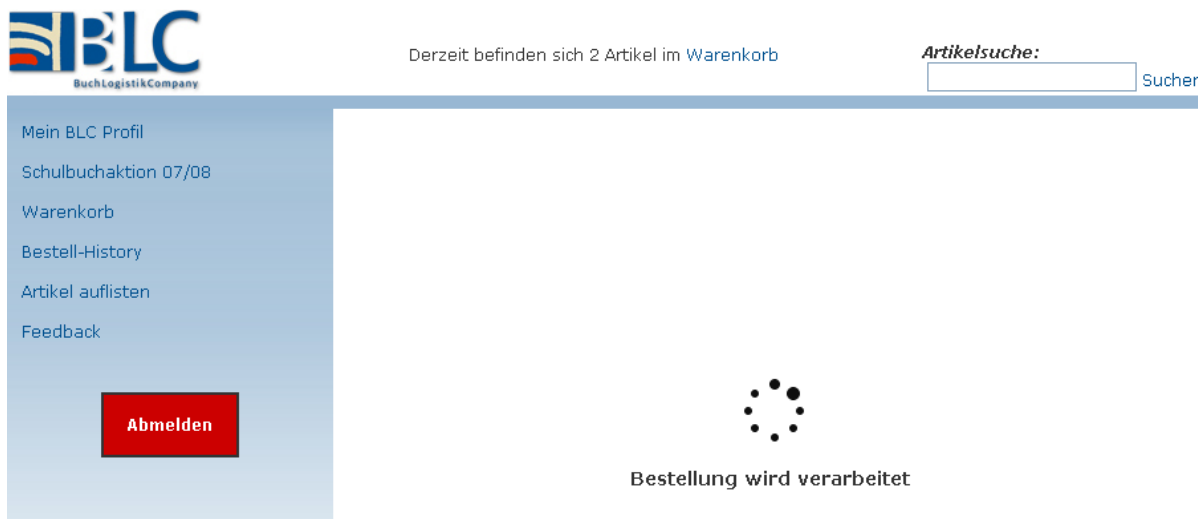 BLC
BuchLogistikCompany
Derzeit befinden sich 2 Artikel im Warenkorb
Artikelsuche:
Sucher
Mein BLC Profil
Schulbuchaktion 07/08
Warenkorb
Bestell-History
Artikel auflisten
Feedback
Abmelden
Bestellung wird verarbeitet